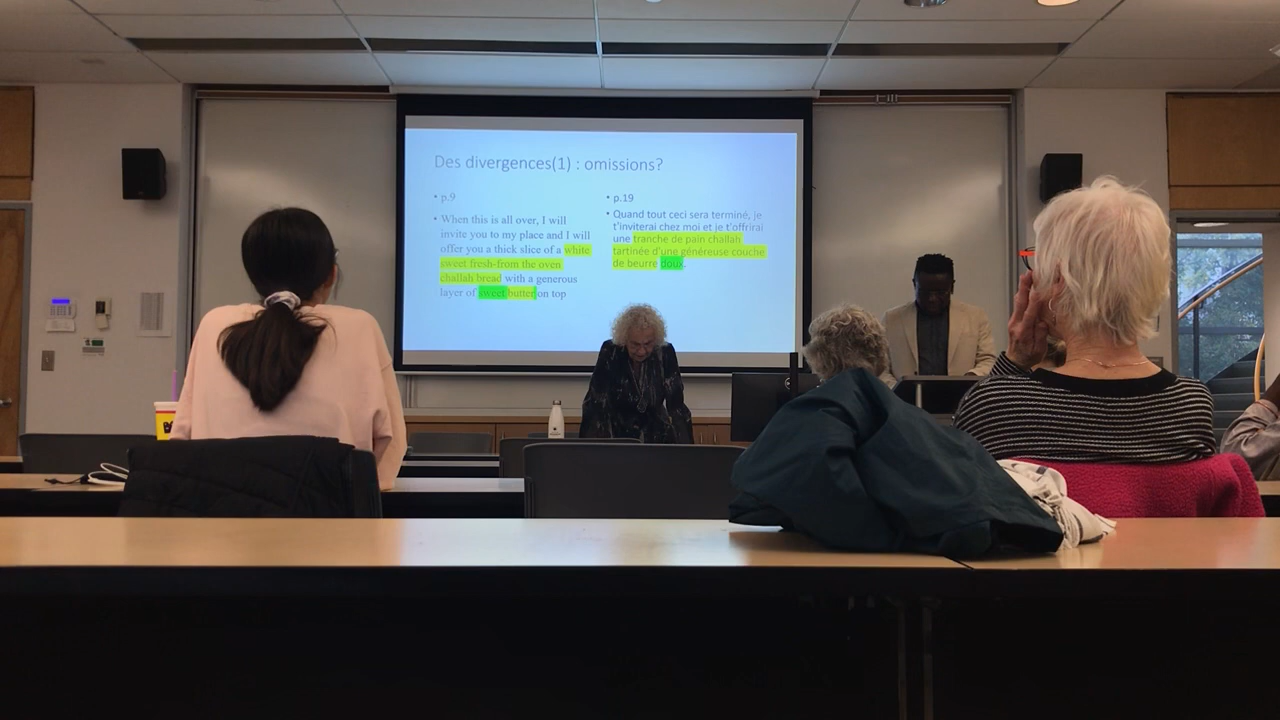 Des divergences(1) : omissions?
• p.9
• When this is all over, I will
invite you to my place and I will
offer you a thick slice of a white
sweet fresh-from the oven
challah bread with a generous
layer of sweet butter on top
• p.19
• Quand tout ceci sera terminé, je
t'inviterai chez moi et je t'offrirai
une tranche de pain challah
tartinée d'une généreuse couche
de beurre doux.